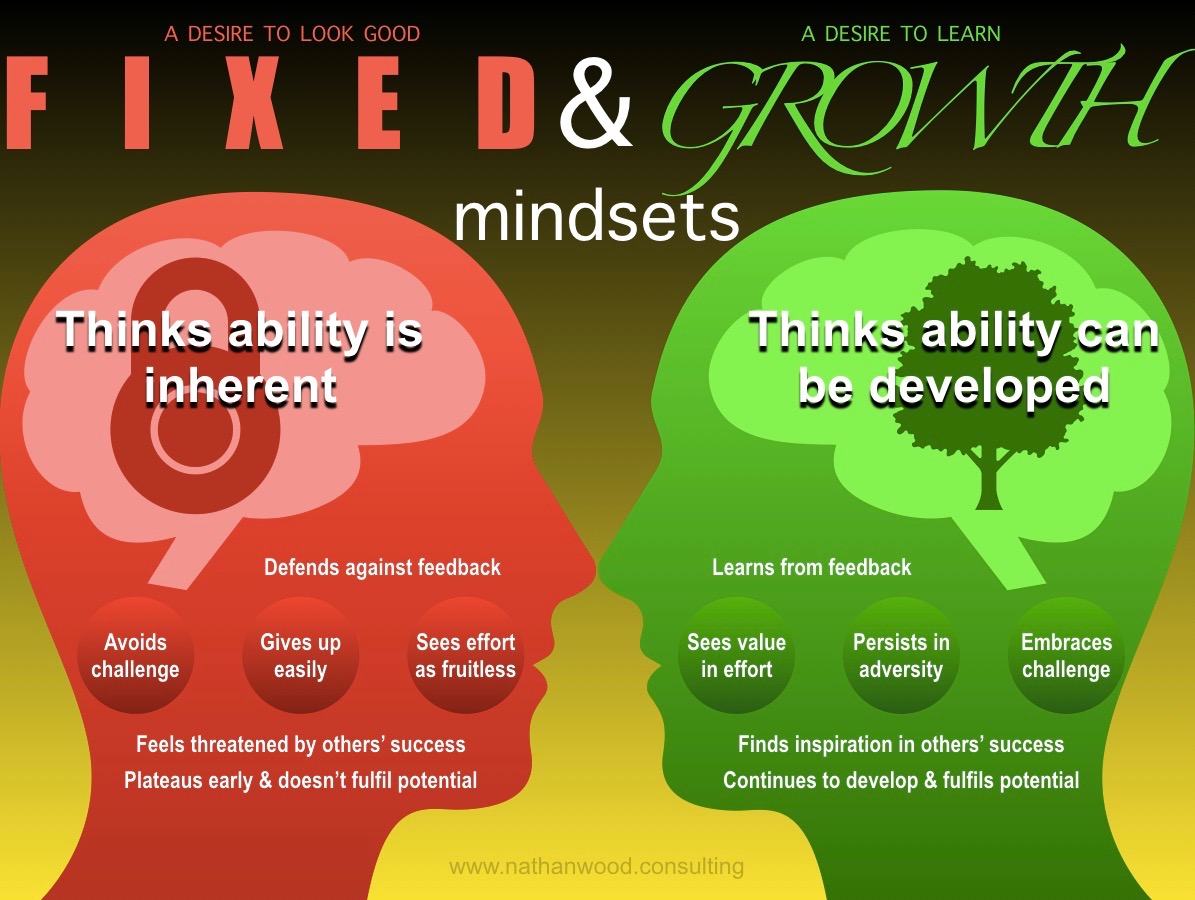 A DESIRE TO LOOK GOOD
A DESIRE TO LEARN
FIXED & GROWTH
mindsets
Thinks ability is
inherent
Defends against feedback
Avoids
challenge
Gives up
easily
Sees effort
as fruitless
Feels threatened by others’ success
Plateaus early & doesn’t fulfil potential
Thinks ability can
be developed
Learns from feedback
Sees value
in effort
Persists in
adversity
Embraces
challenge
Finds inspiration in others’ success
Continues to develop & fulfils potential
www.nathanwood.consulting